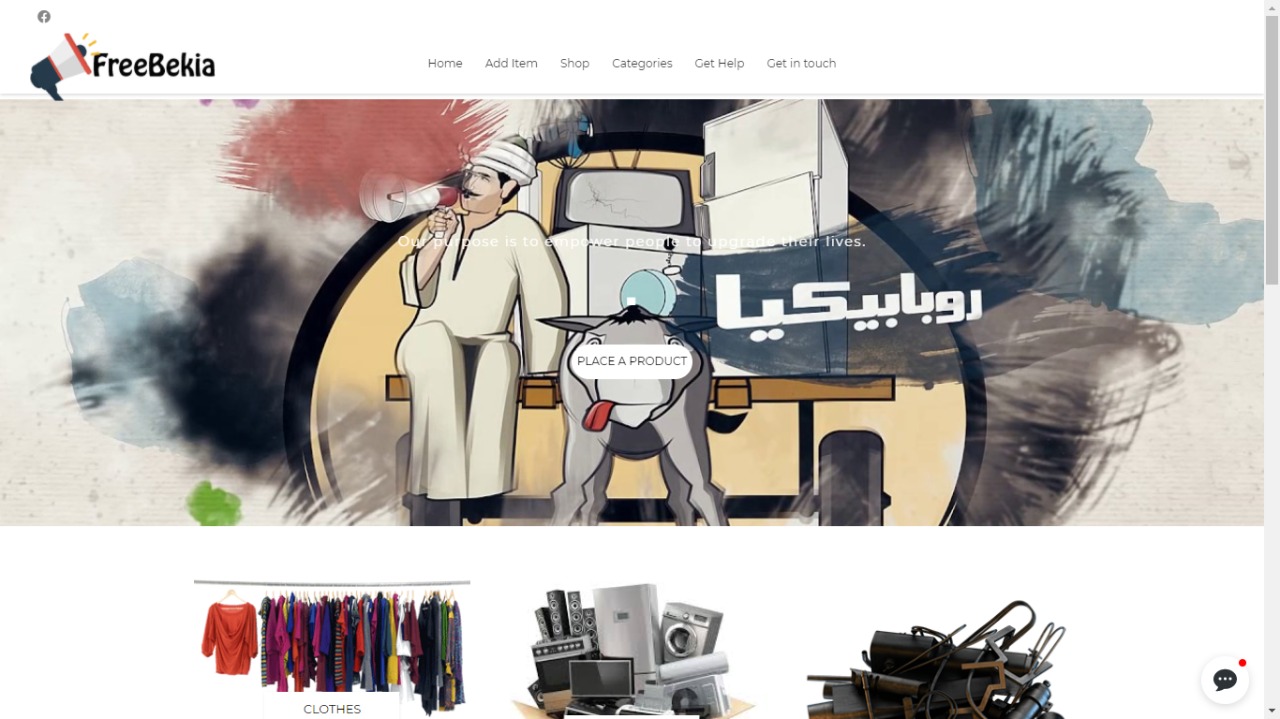 FreeBekia
Home Add Item Shop Categories Get Help Get in touch
Our purpose is to empower people to upgrade their lives.
روبابيكيا
PLACE A PRODUCT
CLOTHES